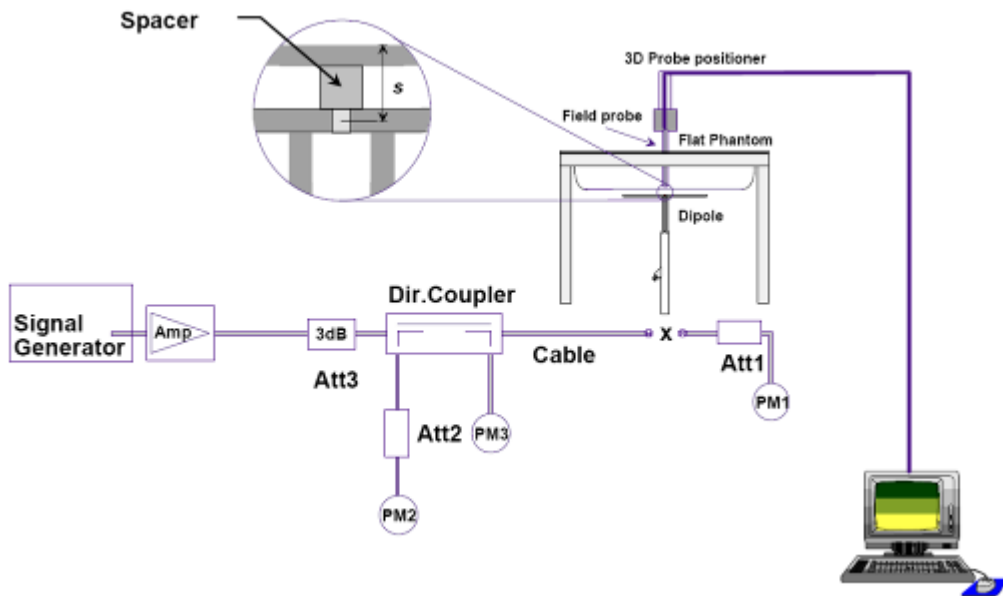 Spacer
s
3D Probe positioner
Field probe
Flat Phantom
Dipole
Signal
Generator
Amp
3dB
Att3
Dir.Coupler
Cable
x
Att1
PM1
Att2
PM3
PM2